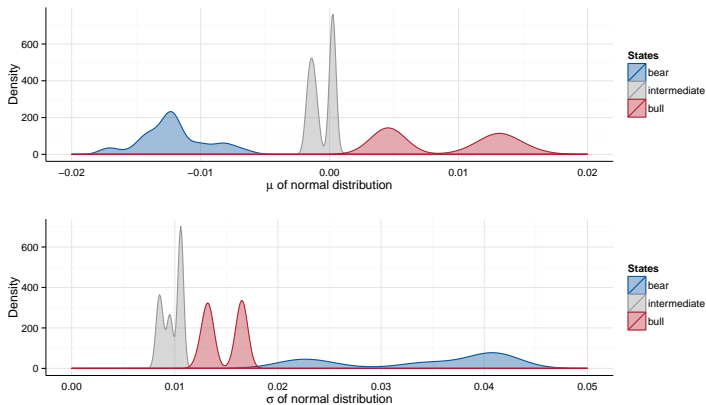 600
400
200
0
Density
−0.02
−0.01
0.00
0.01
0.02
μ of normal distribution
States
bear
intermediate
bull
600
400
200
0
Density
0.00
0.01
0.02
0.03
0.04
0.05
σ of normal distribution
States
bear
intermediate
bull